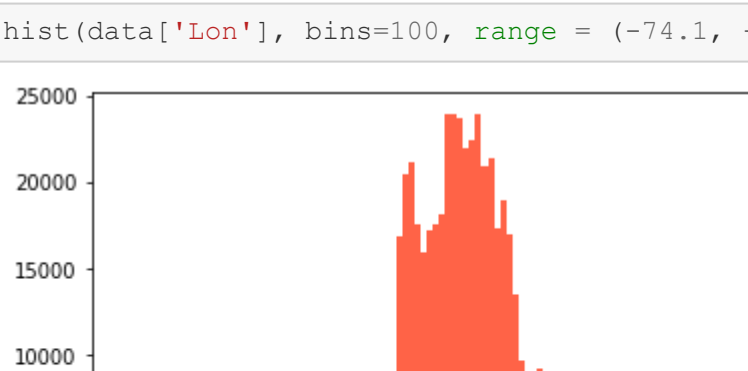 hist(data['Lon'], bins=100, range = (-74.1, -
25000
20000
15000
10000